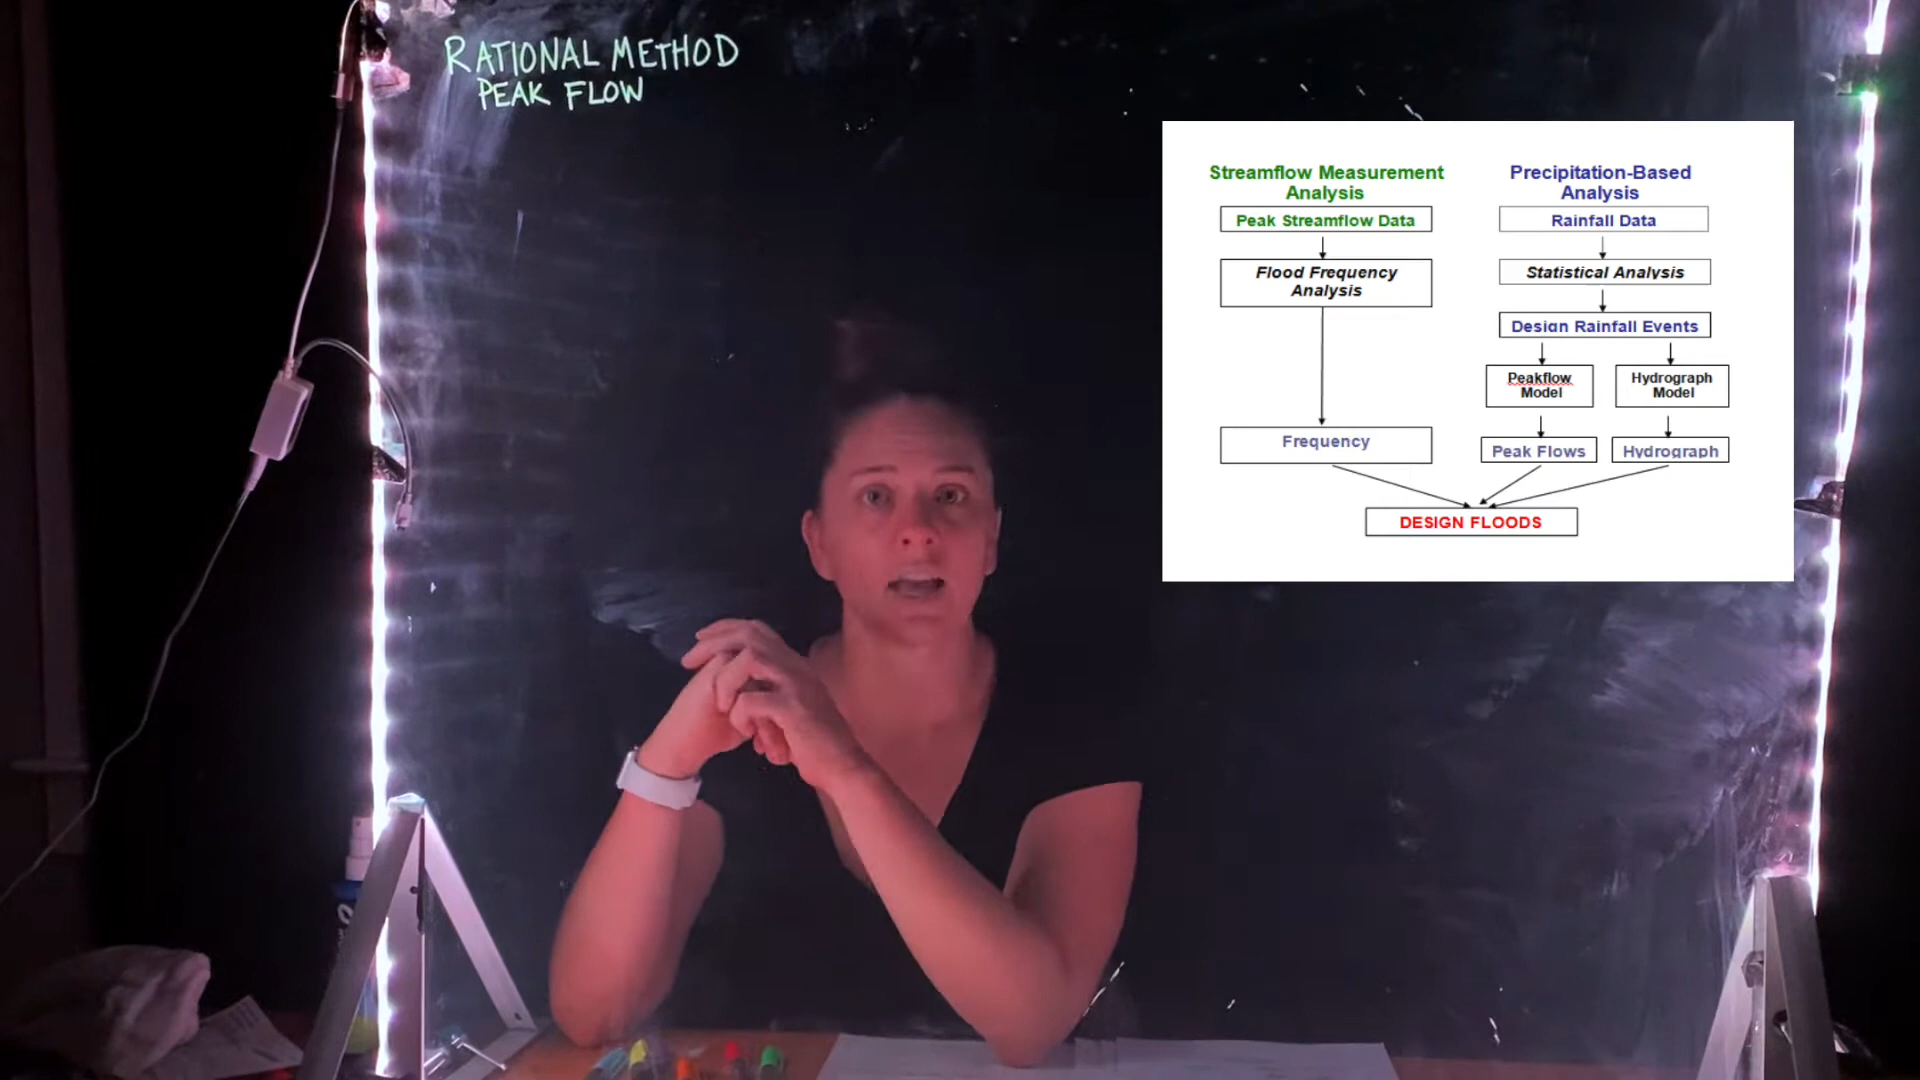 RATIONAL METHOD
PEAK FLOW
Streamflow Measurement
Analysis
Peak Streamflow Data
Flood Frequency
Analysis
Frequency
Precipitation-Based
Analysis
Rainfall Data
Statistical Analysis
Design Rainfall Events
Peakflow
Model
Hydrograph
Model
Peak Flows
Hydrograph
DESIGN FLOODS